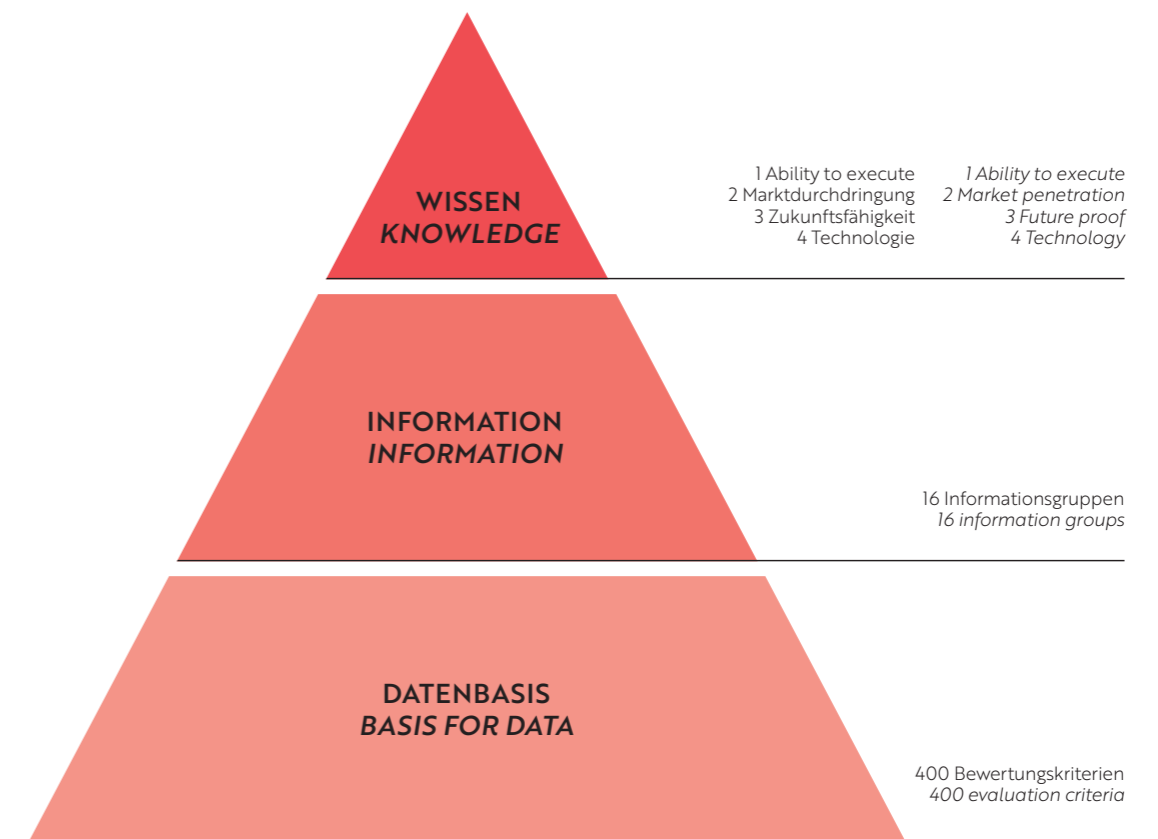 WISSEN
KNOWLEDGE
1 Ability to execute
2 Marktdurchdringung
3 Zukunftsfähigkeit
4 Technologie
1 Ability to execute
2 Market penetration
3 Future proof
4 Technology
INFORMATION
INFORMATION
16 Informationsgruppen
16 information groups
DATENBASIS
BASIS FOR DATA
400 Bewertungskriterien
400 evaluation criteria